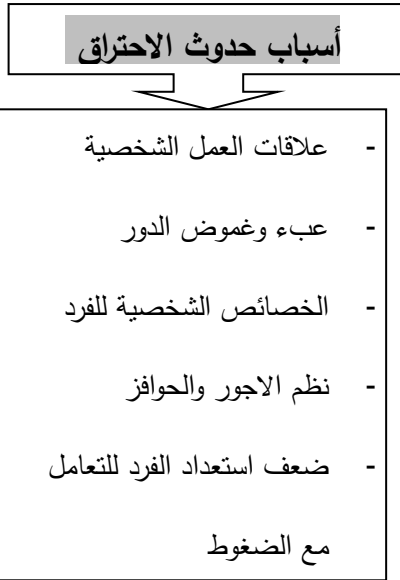 أسباب حدوث الاحتراق
- علاقات العمل الشخصية
- عبء وغموض الدور
- الخصائص الشخصية للفرد
- نظم الاجور والحوافز
- ضعف استعداد الفرد للتعامل
مع الضغوط